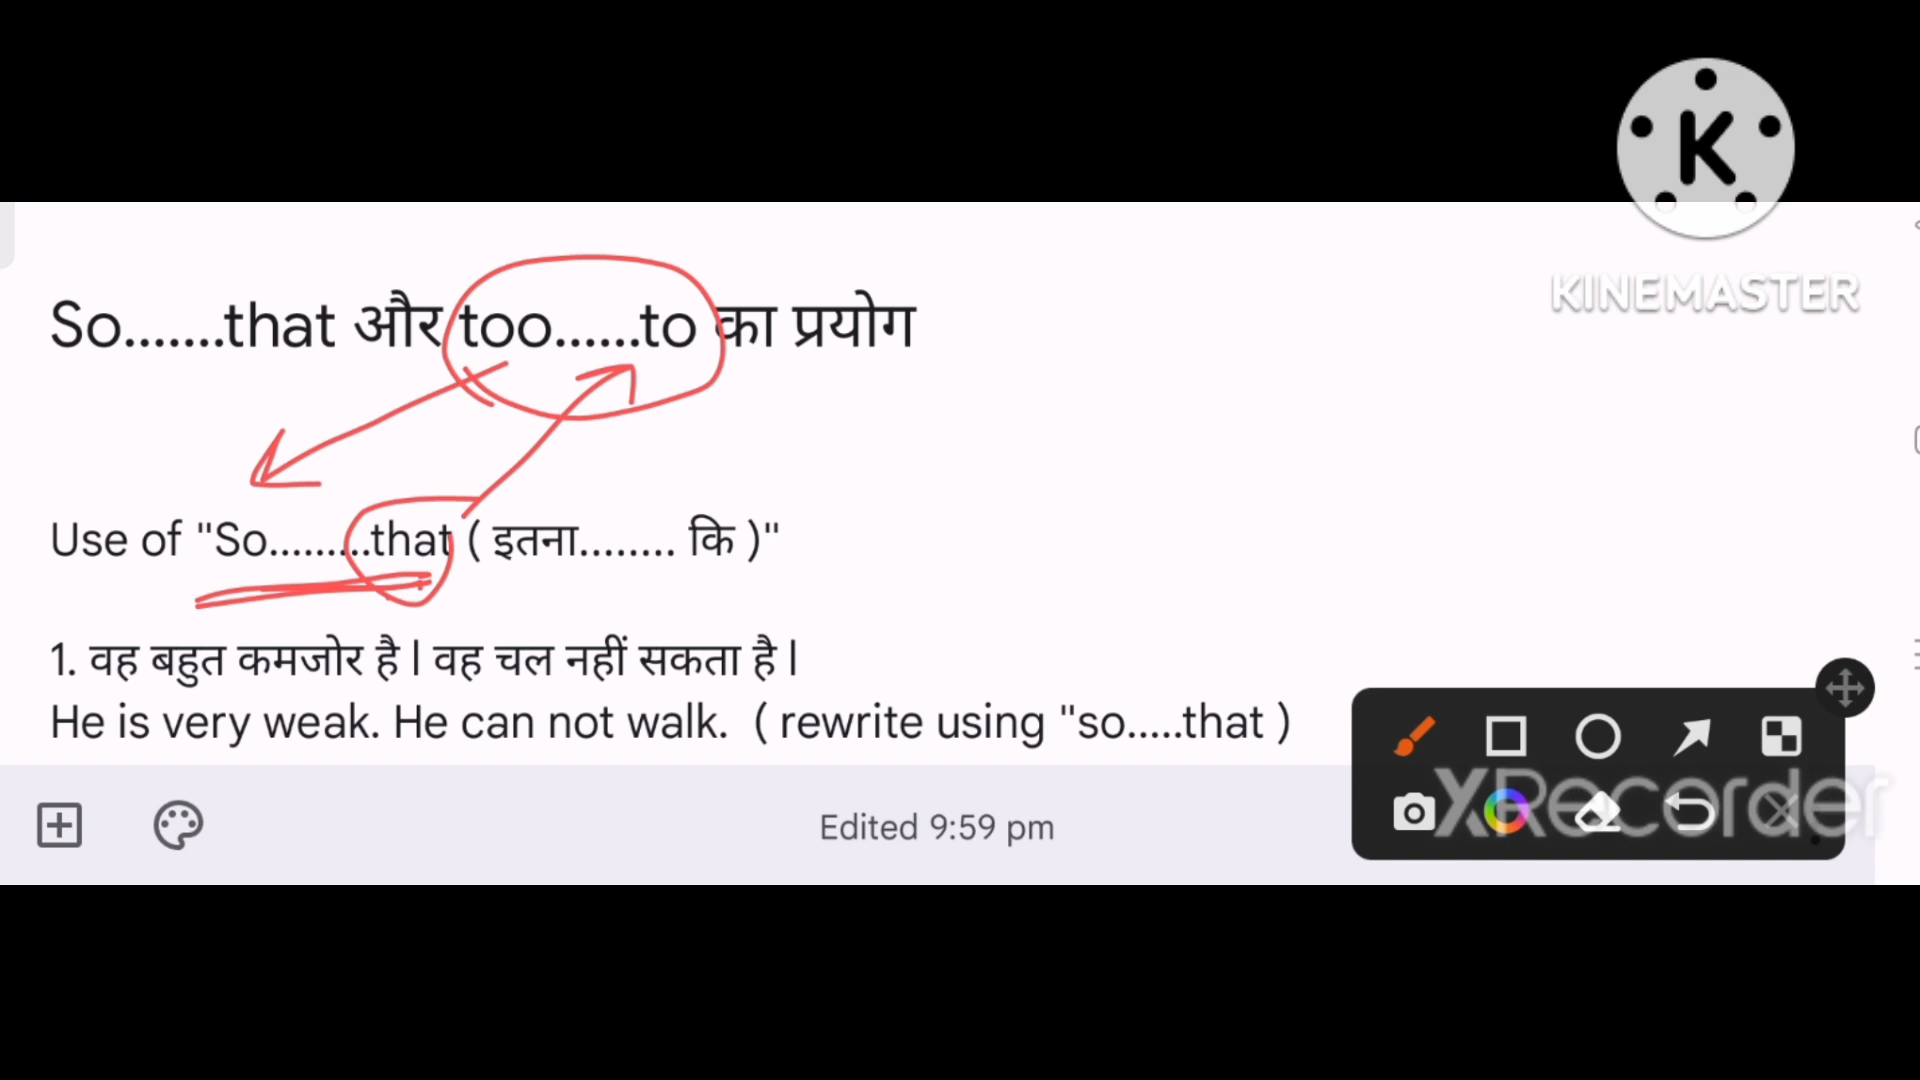 K
KINEMASTER
So.......that और too......to का प्रयोग
Use of "So.........that ( इतना........ कि )"
1. वह बहुत कमजोर है l वह चल नहीं सकता है l
He is very weak. He can not walk.  ( rewrite using "so.....that )
Edited 9:59 pm
XRecorder